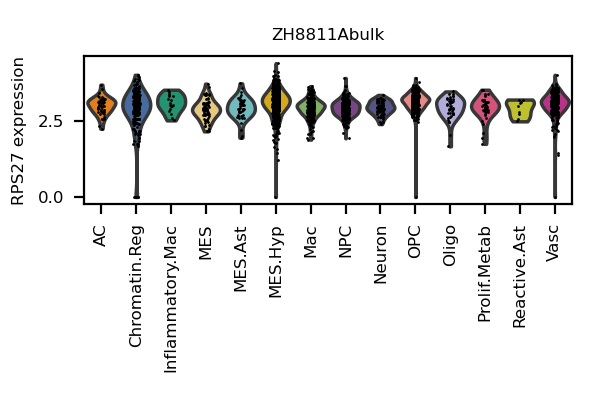 ZH8811Abulk
RPS27 expression
2.5
0.0
AC
Chromatin.Reg
Inflammatory.Mac
MES
MES.Ast
MES.Hyp
Mac
NPC
Neuron
OPC
Oligo
Prolif.Metab
Reactive.Ast
Vasc